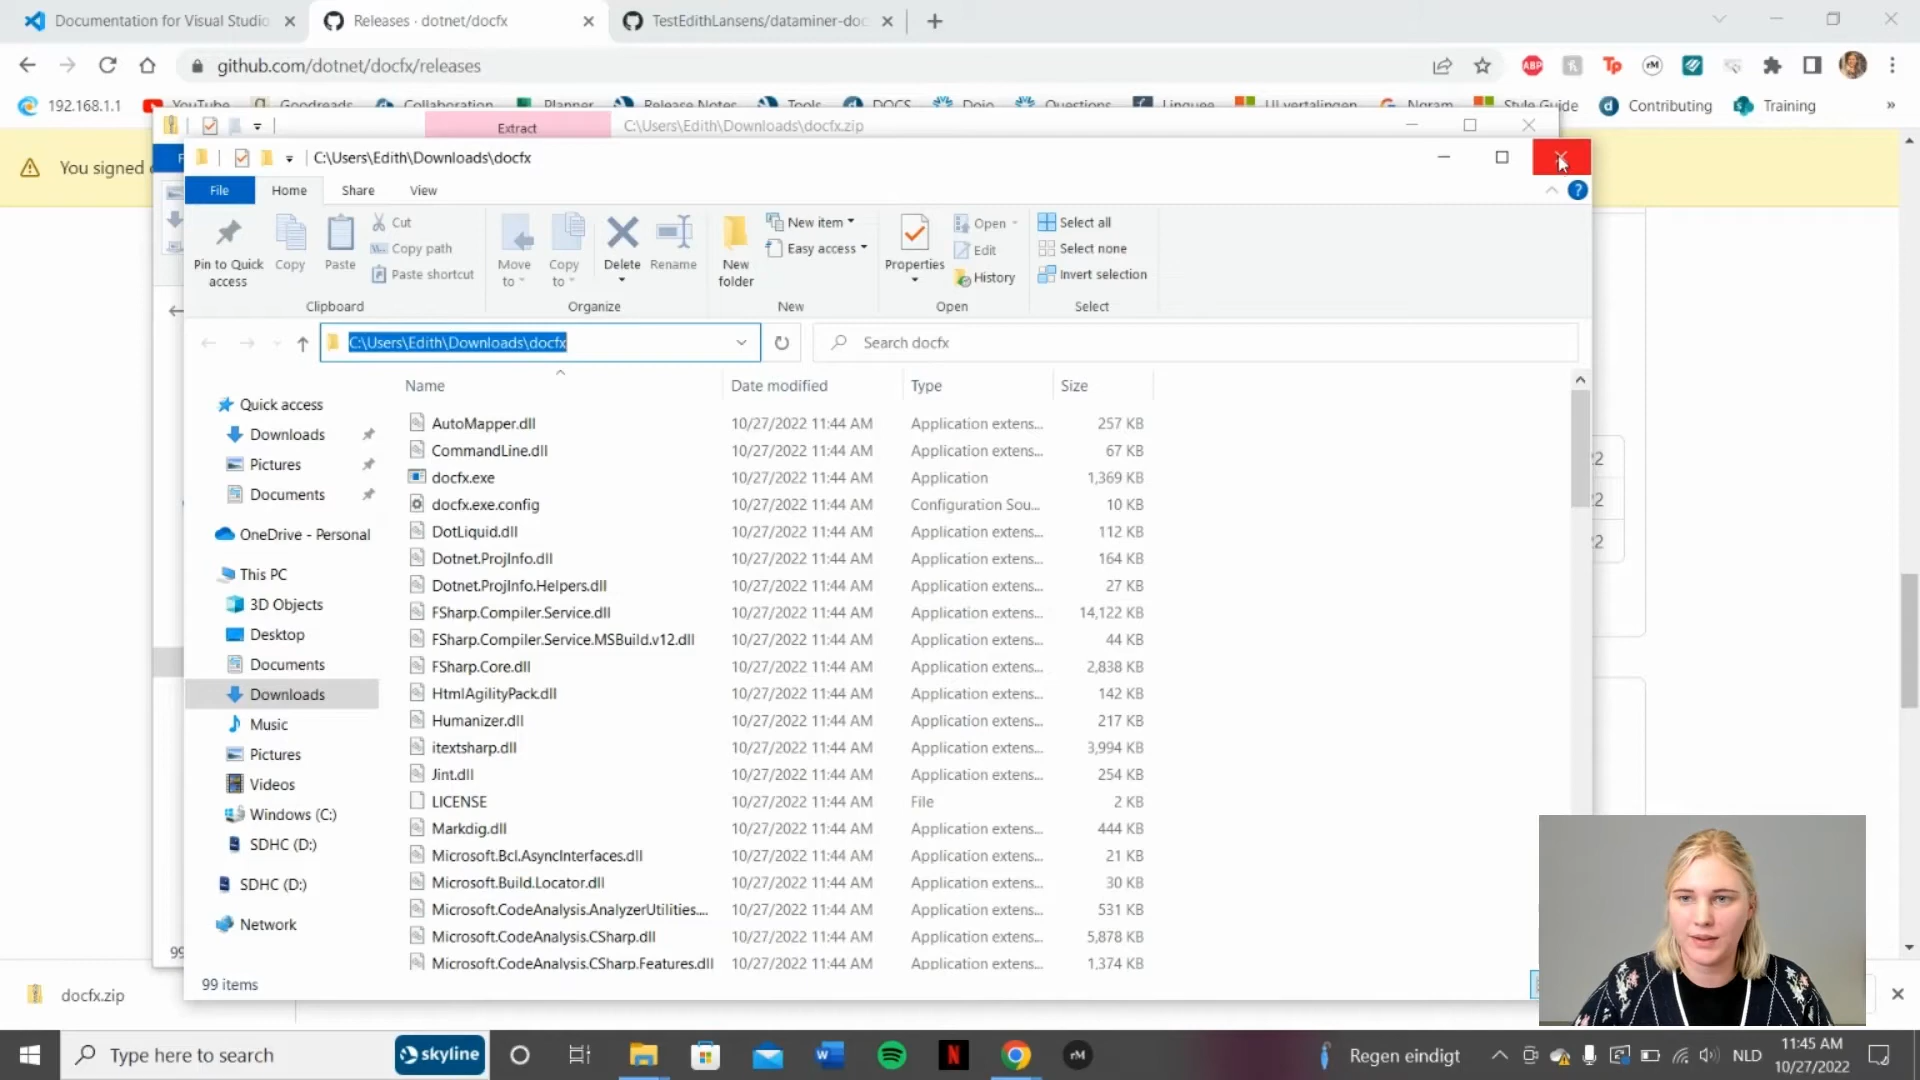 Documentation for Visual Studio
Releases · dotnet/docfx
TestEdithLansens/dataminer-doc
github.com/dotnet/docfx/releases
ABP
Tp
rM
192.168.1.1
YouTube
Goodreads
Collaboration
Planner
Release Notes
Tools
DOCS
Dojo
Questions
Linguee
UI vertalingen
Ngram
Style Guide
Contributing
Training
»
Extract
C:\Users\Edith\Downloads\docfx.zip
You signed
C:\Users\Edith\Downloads\docfx
File
Home
Share
View
Pin to Quick
access
Copy
Paste
Cut
Copy path
Paste shortcut
Clipboard
Move
to
Copy
to
Delete
Rename
Organize
New
folder
New item
Easy access
New
Properties
Open
Edit
History
Open
Select all
Select none
Invert selection
Select
C:\Users\Edith\Downloads\docfx
Search docfx
Name
Date modified
Type
Size
Quick access
Downloads
Pictures
Documents
OneDrive - Personal
This PC
3D Objects
Desktop
Documents
Downloads
Music
Pictures
Videos
Windows (C:)
SDHC (D:)
SDHC (D:)
Network
AutoMapper.dll 10/27/2022 11:44 AM Application extens... 257 KB
CommandLine.dll 10/27/2022 11:44 AM Application extens... 67 KB
docfx.exe 10/27/2022 11:44 AM Application 1,369 KB
docfx.exe.config 10/27/2022 11:44 AM Configuration Sou... 10 KB
DotLiquid.dll 10/27/2022 11:44 AM Application extens... 112 KB
Dotnet.ProjInfo.dll 10/27/2022 11:44 AM Application extens... 164 KB
Dotnet.ProjInfo.Helpers.dll 10/27/2022 11:44 AM Application extens... 27 KB
FSharp.Compiler.Service.dll 10/27/2022 11:44 AM Application extens... 14,122 KB
FSharp.Compiler.Service.MSBuild.v12.dll 10/27/2022 11:44 AM Application extens... 44 KB
FSharp.Core.dll 10/27/2022 11:44 AM Application extens... 2,838 KB
HtmlAgilityPack.dll 10/27/2022 11:44 AM Application extens... 142 KB
Humanizer.dll 10/27/2022 11:44 AM Application extens... 217 KB
itextsharp.dll 10/27/2022 11:44 AM Application extens... 3,994 KB
Jint.dll 10/27/2022 11:44 AM Application extens... 254 KB
LICENSE 10/27/2022 11:44 AM File 2 KB
Markdig.dll 10/27/2022 11:44 AM Application extens... 444 KB
Microsoft.Bcl.AsyncInterfaces.dll 10/27/2022 11:44 AM Application extens... 21 KB
Microsoft.Build.Locator.dll 10/27/2022 11:44 AM Application extens... 30 KB
Microsoft.CodeAnalysis.AnalyzerUtilities.... 10/27/2022 11:44 AM Application extens... 531 KB
Microsoft.CodeAnalysis.CSharp.dll 10/27/2022 11:44 AM Application extens... 5,878 KB
Microsoft.CodeAnalysis.CSharp.Features.dll 10/27/2022 11:44 AM Application extens... 1,374 KB
99 items
docfx.zip
Type here to search
skyline
rM
Regen eindigt
NLD
11:45 AM
10/27/2022